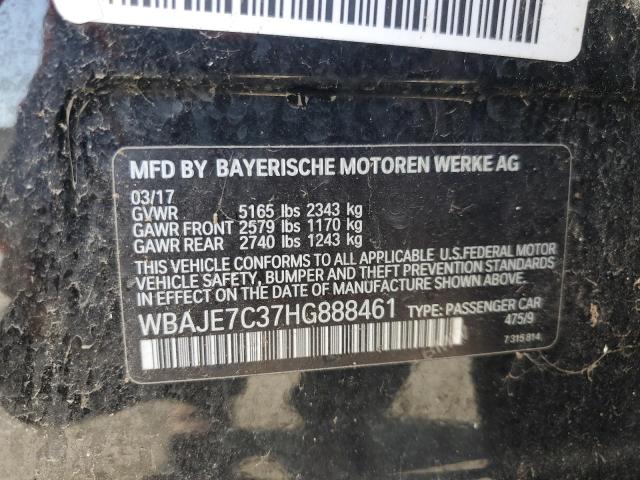 MFD BY BAYERISCHE MOTOREN WERKE AG
03/17
GVWR 5165 lbs 2343 kg
GAWR FRONT 2579 lbs 1170 kg
GAWR REAR 2740 lbs 1243 kg
THIS VEHICLE CONFORMS TO ALL APPLICABLE U.S.FEDERAL MOTOR
VEHICLE SAFETY, BUMPER AND THEFT PREVENTION STANDARDS
IN EFFECT ON THE DATE OF MANUFACTURE SHOWN ABOVE.
WBAJE7C37HG888461 TYPE: PASSENGER CAR
475/9
7 315 814